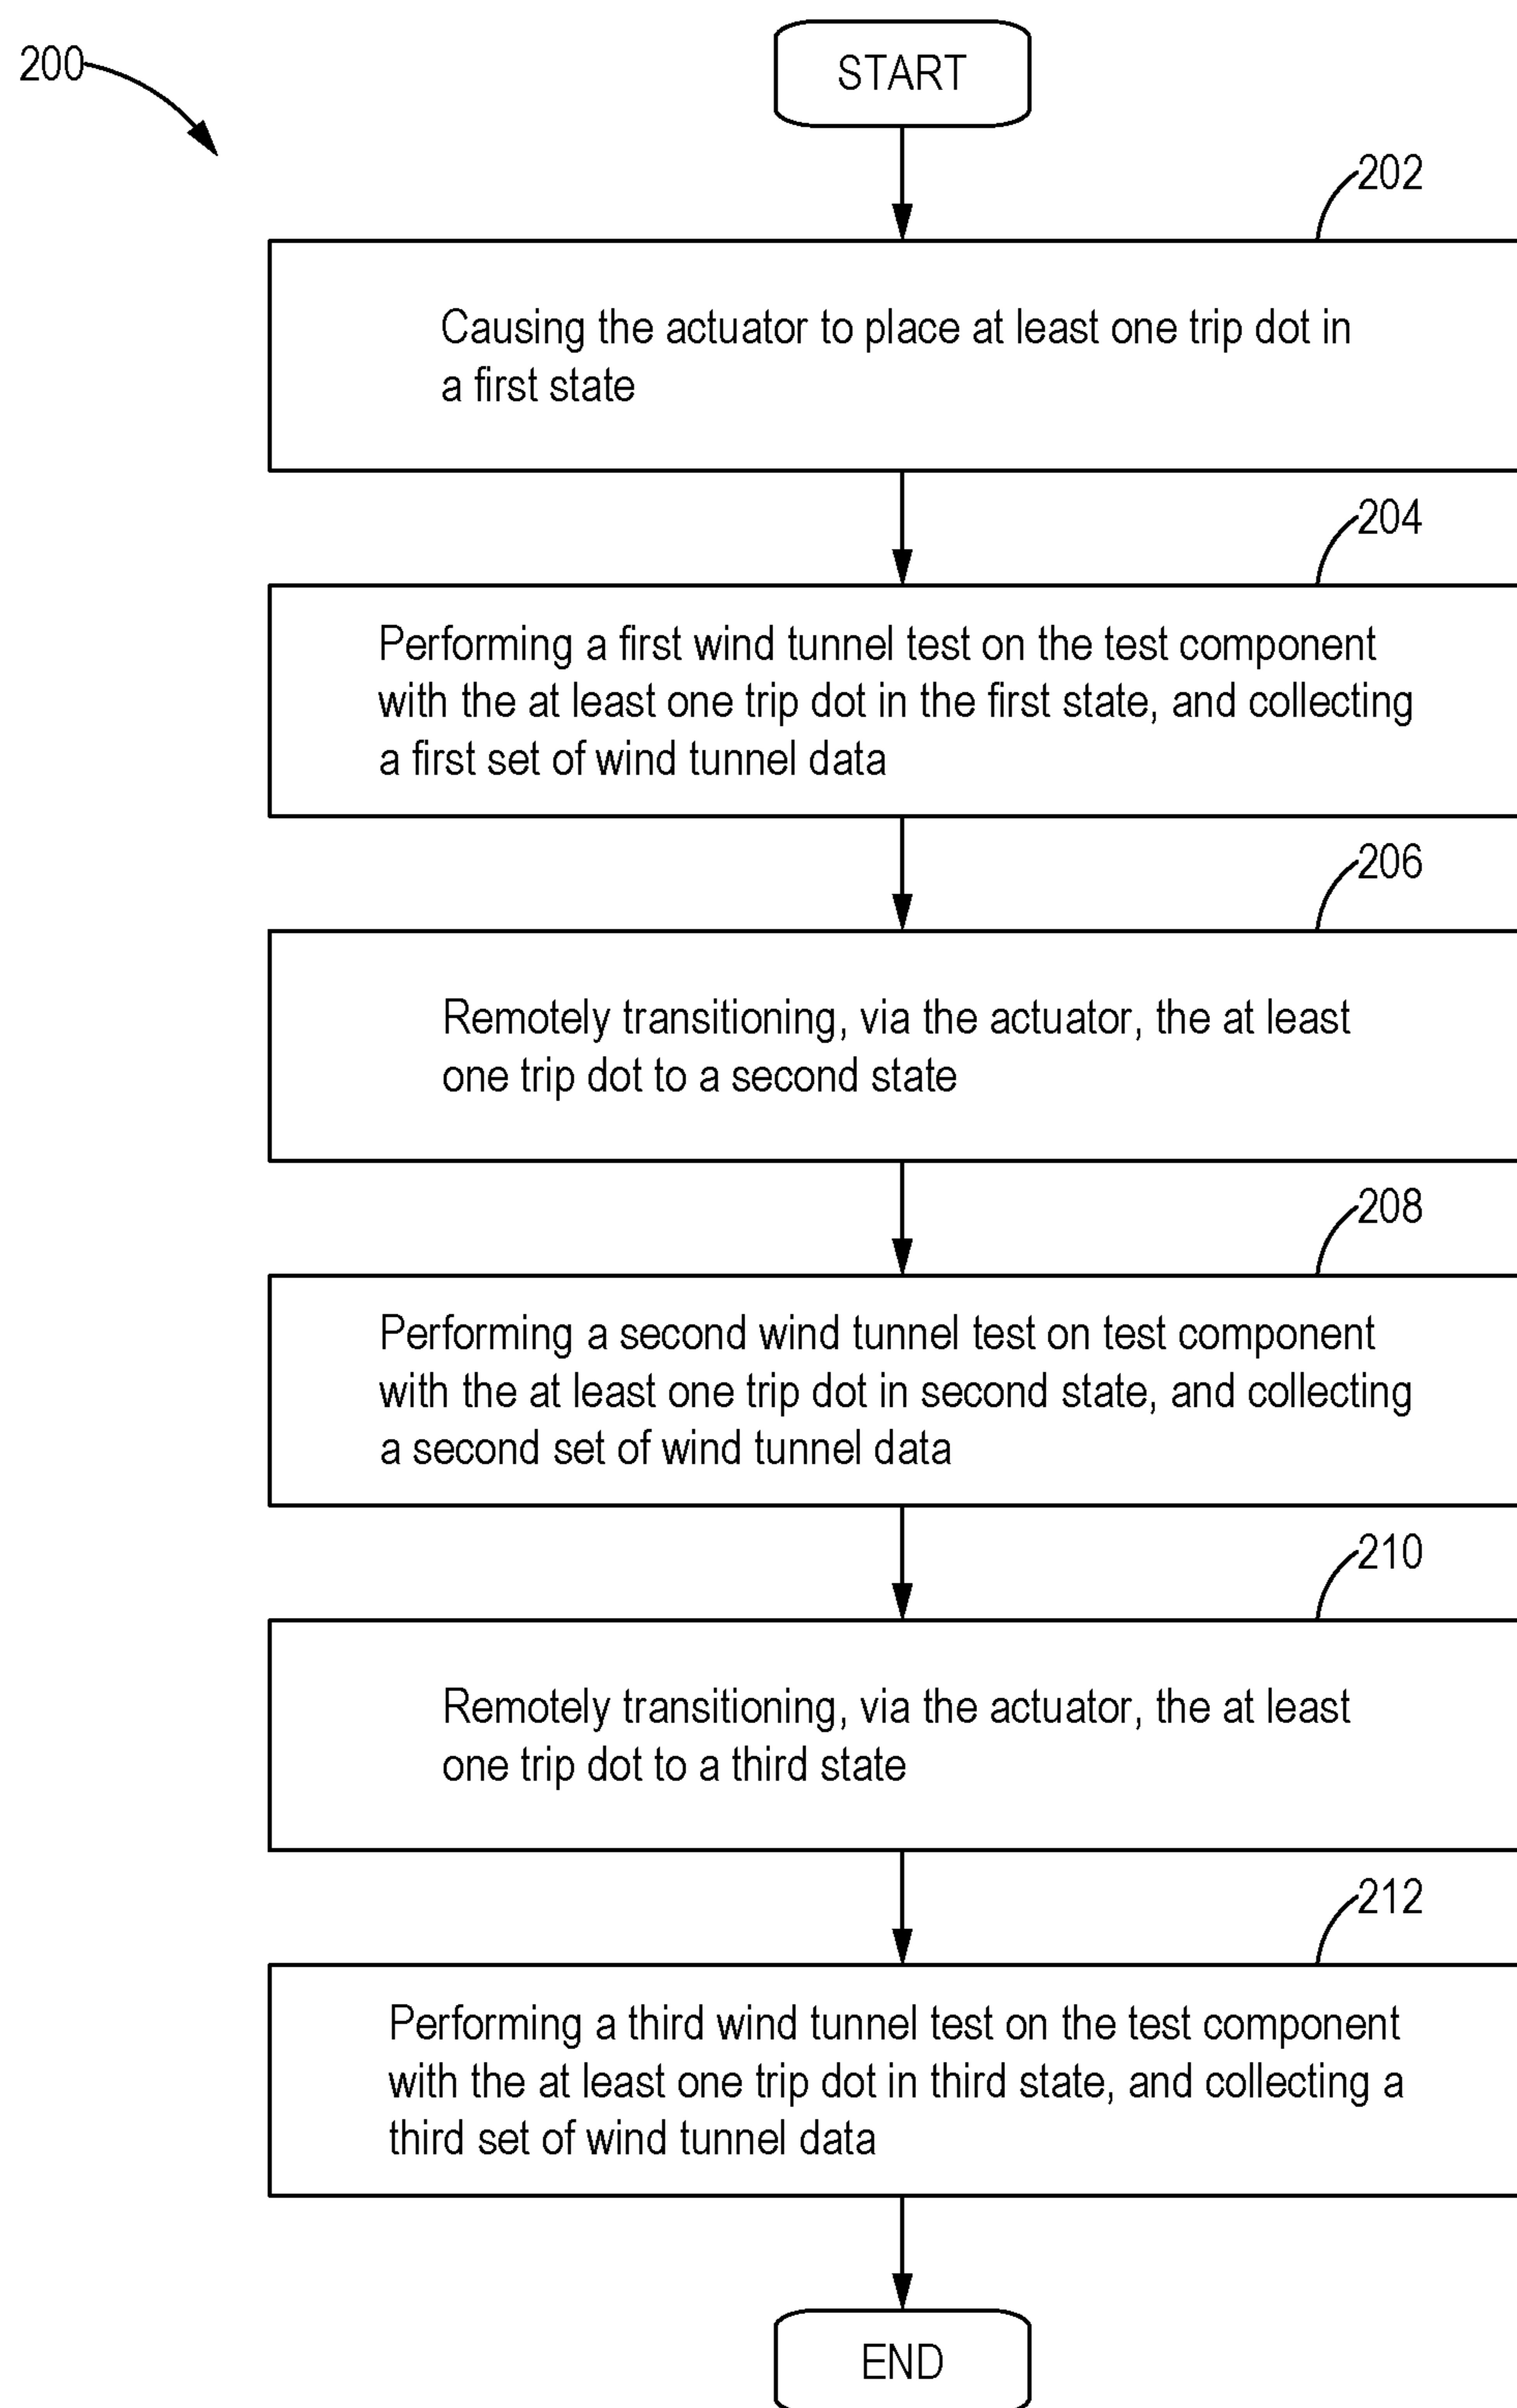 200
START
202
Causing the actuator to place at least one trip dot in
a first state
204
Performing a first wind tunnel test on the test component
with the at least one trip dot in the first state, and collecting
a first set of wind tunnel data
206
Remotely transitioning, via the actuator, the at least
one trip dot to a second state
208
Performing a second wind tunnel test on test component
with the at least one trip dot in second state, and collecting
a second set of wind tunnel data
210
Remotely transitioning, via the actuator, the at least
one trip dot to a third state
212
Performing a third wind tunnel test on the test component
with the at least one trip dot in third state, and collecting a
third set of wind tunnel data
END